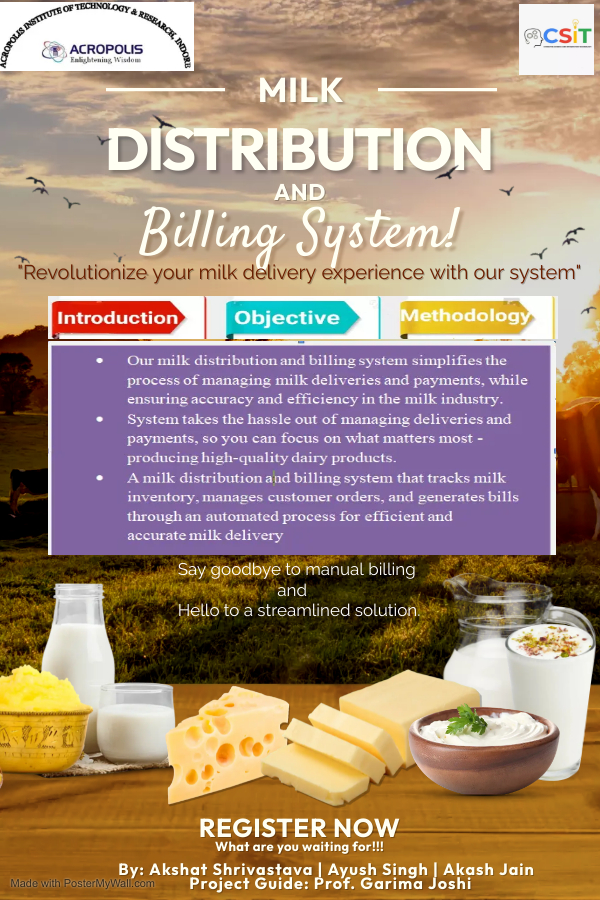 ACROPOLIS INSTITUTE OF TECHNOLOGY & RESEARCH, INDORE
ACROPOLIS
Enlightening Wisdom
CSiT
MILK
DISTRIBUTION
AND
Billing System!
"Revolutionize your milk delivery experience with our system"
Introduction
Objective
Methodology
• Our milk distribution and billing system simplifies the
process of managing milk deliveries and payments, while
ensuring accuracy and efficiency in the milk industry.
• System takes the hassle out of managing deliveries and
payments, so you can focus on what matters most -
producing high-quality dairy products.
• A milk distribution and billing system that tracks milk
inventory, manages customer orders, and generates bills
through an automated process for efficient and
accurate milk delivery
Say goodbye to manual billing
and
Hello to a streamlined solution.
REGISTER NOW
What are you waiting for!!!
By: Akshat Shrivastava | Ayush Singh | Akash Jain
Project Guide: Prof. Garima Joshi
Made with PosterMyWall.com